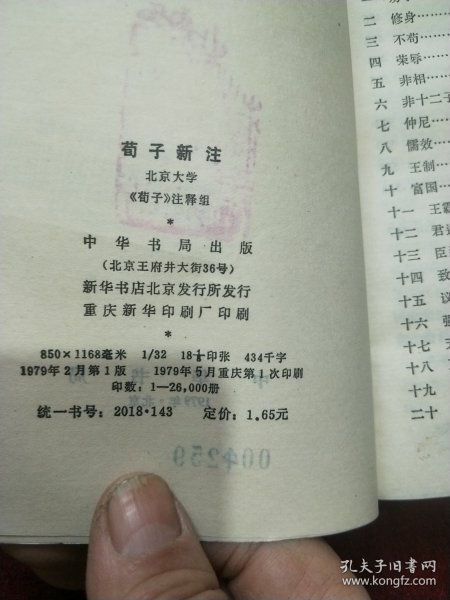 荀子新注
北京大学
《荀子》注释组
*
中华书局出版
(北京王府井大街36号)
新华书店北京发行所发行
重庆新华印刷厂印刷
*
850×1168毫米 1/32 18¼印张 434千字
1979年2月第1版 1979年5月重庆第1次印刷
印数:1—26,000册
统一书号:2018·143 定价:1.65元
004259
二 修身……
三 不苟……
四 荣辱……
五 非相……
六 非十二子
七 仲尼……
八 儒效……
九 王制……
十 富国……
十一 王霸
十二 君道
十三 臣
十四 致
十五 议
十六 强
十七 天
十八
十九
二十
孔夫子旧书网
www.kongfz.com